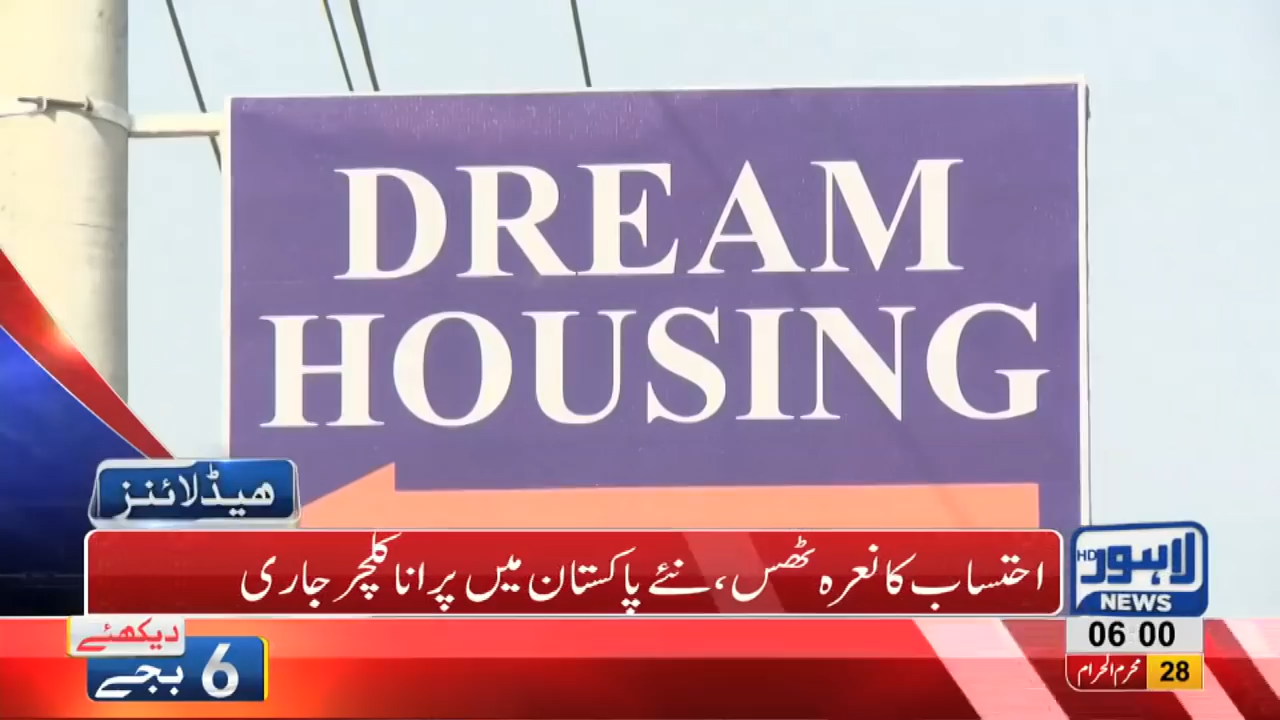 DREAM
HOUSING
ھیڈلائنز
احتساب کا نعرہ ٹھس، نئے پاکستان میں پرانا کلچر جاری
لاہور HD
NEWS
06 00
28 محرم الحرام
دیکھئے
6 بجے